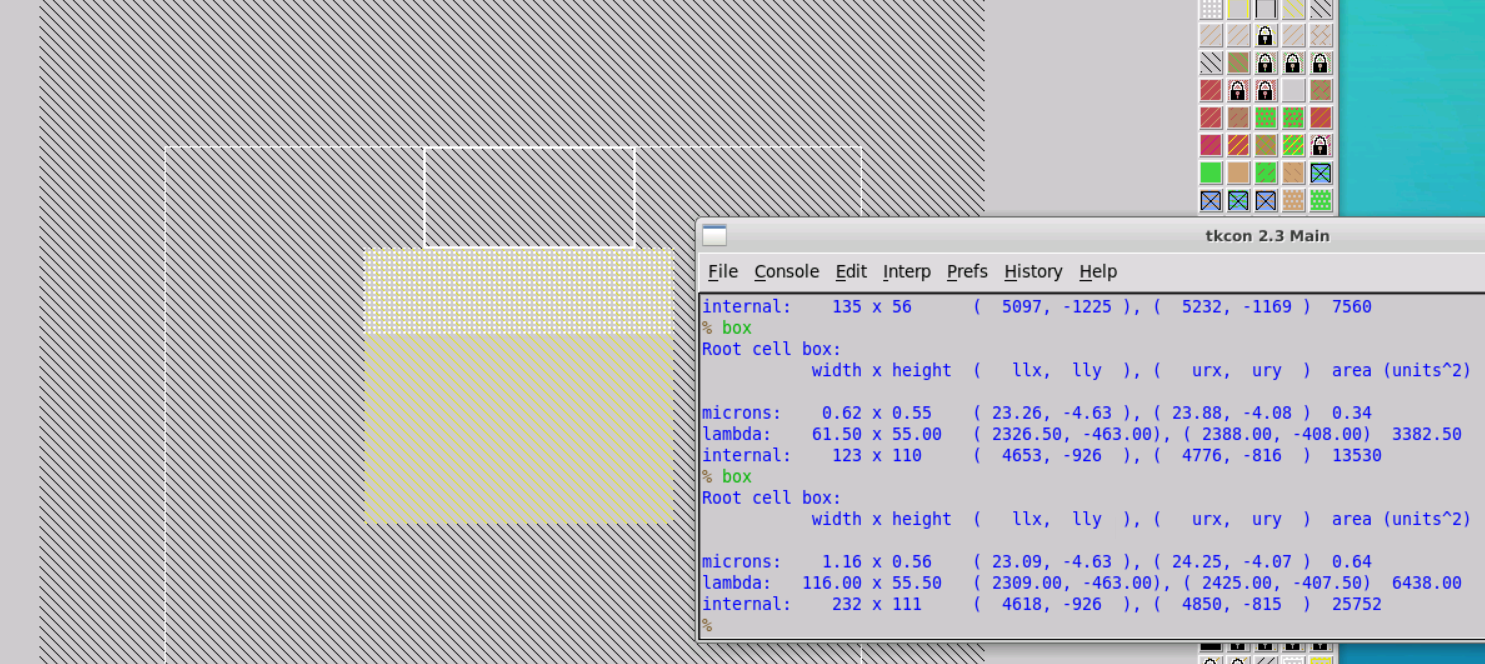 tkcon 2.3 Main
File Console Edit Interp Prefs History Help
internal: 135 x 56 ( 5097, -1225 ), ( 5232, -1169 ) 7560
% box
Root cell box:
width x height ( llx, lly ), ( urx, ury ) area (units^2)
microns: 0.62 x 0.55 ( 23.26, -4.63 ), ( 23.88, -4.08 ) 0.34
lambda: 61.50 x 55.00 ( 2326.50, -463.00), ( 2388.00, -408.00) 3382.50
internal: 123 x 110 ( 4653, -926 ), ( 4776, -816 ) 13530
% box
Root cell box:
width x height ( llx, lly ), ( urx, ury ) area (units^2)
microns: 1.16 x 0.56 ( 23.09, -4.63 ), ( 24.25, -4.07 ) 0.64
lambda: 116.00 x 55.50 ( 2309.00, -463.00), ( 2425.00, -407.50) 6438.00
internal: 232 x 111 ( 4618, -926 ), ( 4850, -815 ) 25752
%